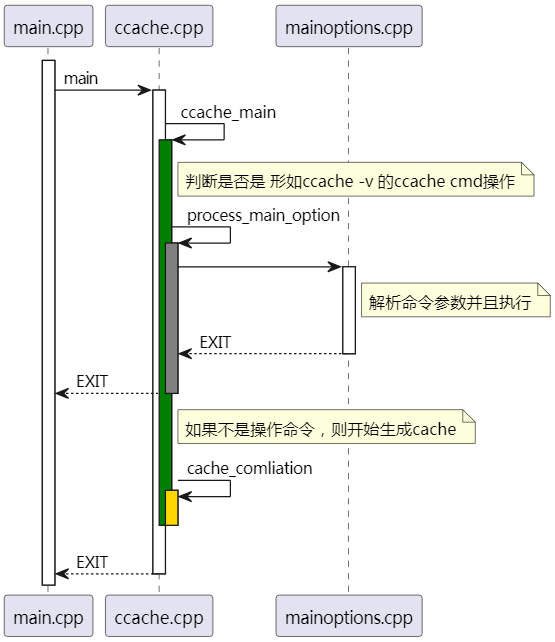 main.cpp ccache.cpp mainoptions.cpp
main
ccache_main
判断是否是 形如ccache -v 的ccache cmd操作
process_main_option
解析命令参数并且执行
EXIT
EXIT
如果不是操作命令，则开始生成cache
cache_comliation
EXIT
main.cpp ccache.cpp mainoptions.cpp